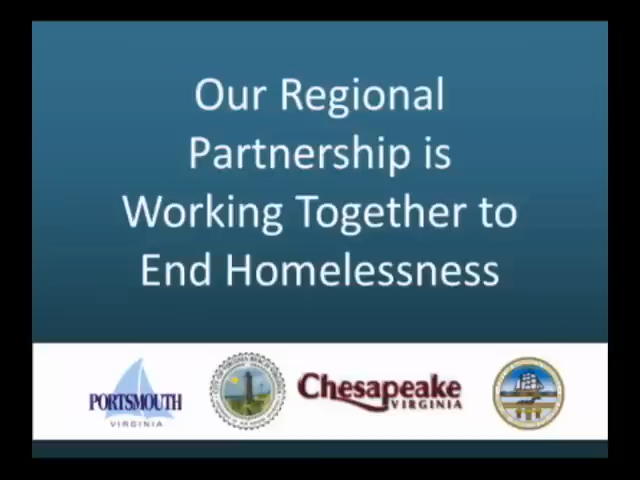 Our Regional
Partnership is
Working Together to
End Homelessness
PORTSMOUTH
VIRGINIA
Chesapeake
VIRGINIA